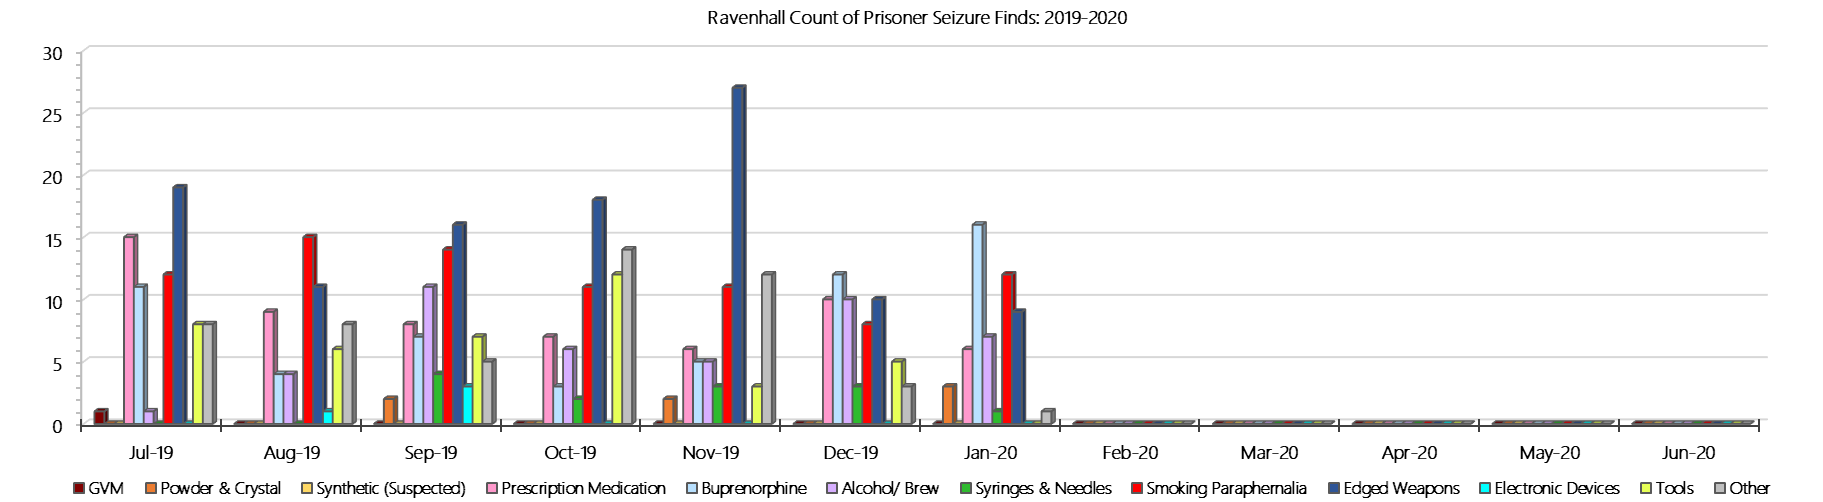 Ravenhall Count of Prisoner Seizure Finds: 2019-2020
30
25
20
15
10
5
0
Jul-19 Aug-19 Sep-19 Oct-19 Nov-19 Dec-19 Jan-20 Feb-20 Mar-20 Apr-20 May-20 Jun-20
GVM Powder & Crystal Synthetic (Suspected) Prescription Medication Buprenorphine Alcohol/ Brew Syringes & Needles Smoking Paraphernalia Edged Weapons Electronic Devices Tools Other